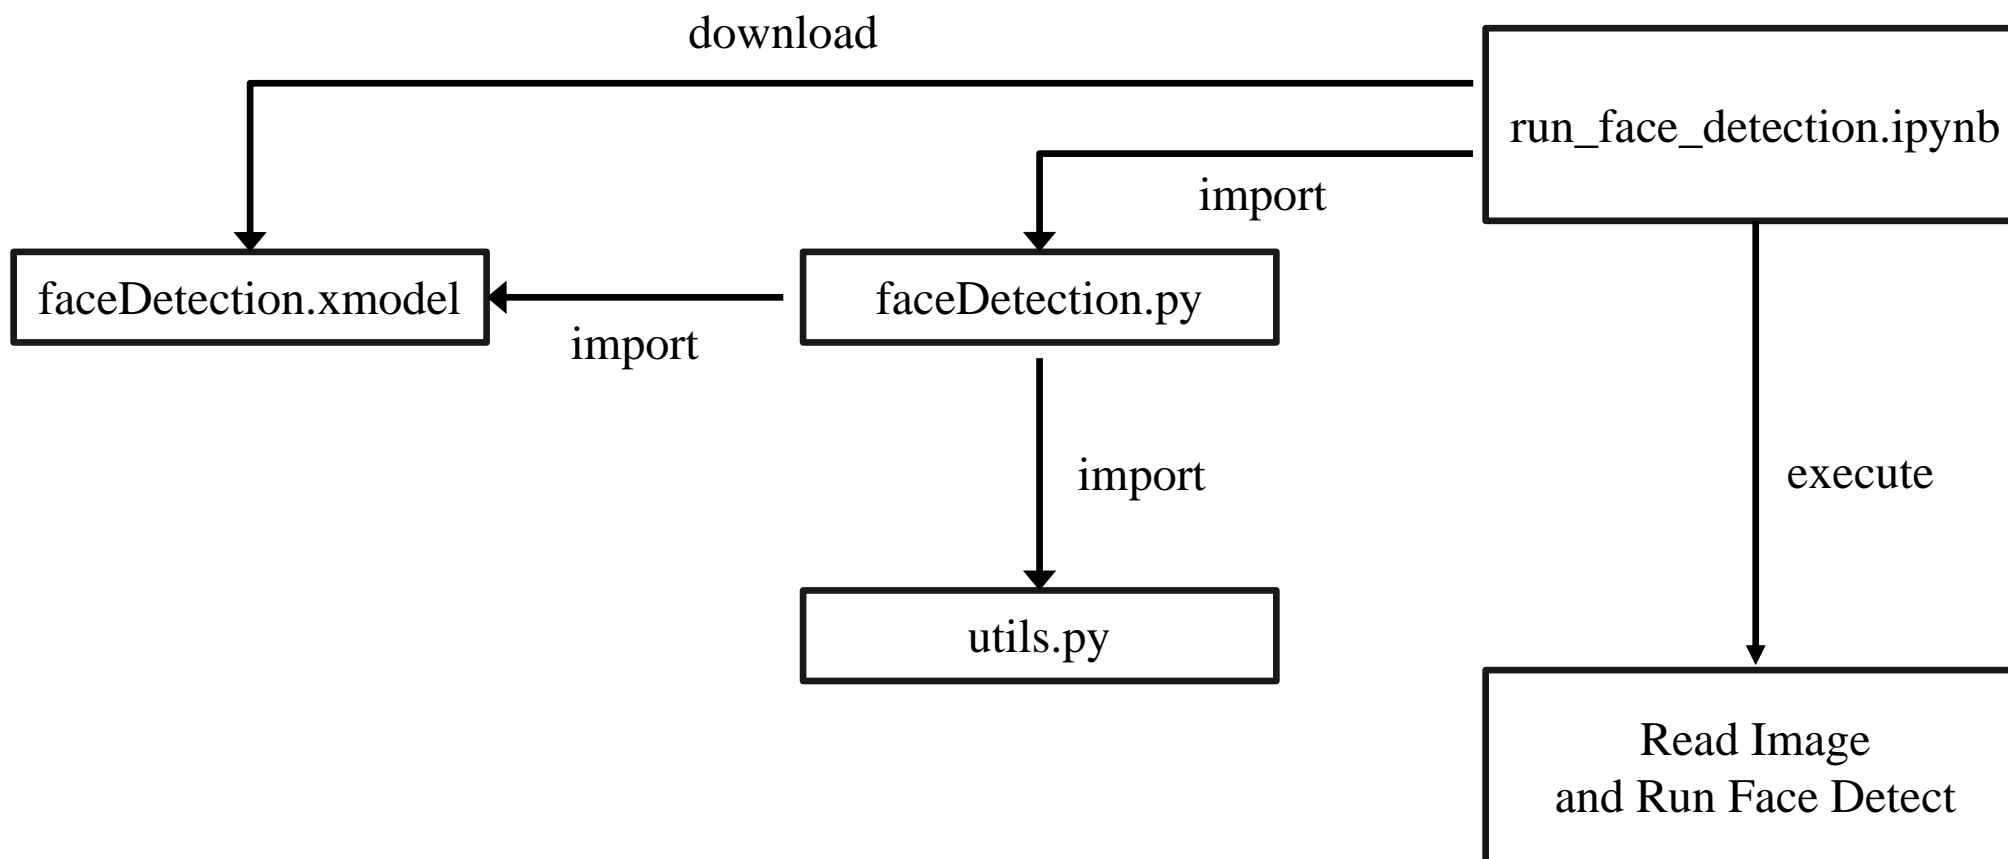 download
run_face_detection.ipynb
import
faceDetection.xmodel
faceDetection.py
import
import
execute
utils.py
Read Image
and Run Face Detect